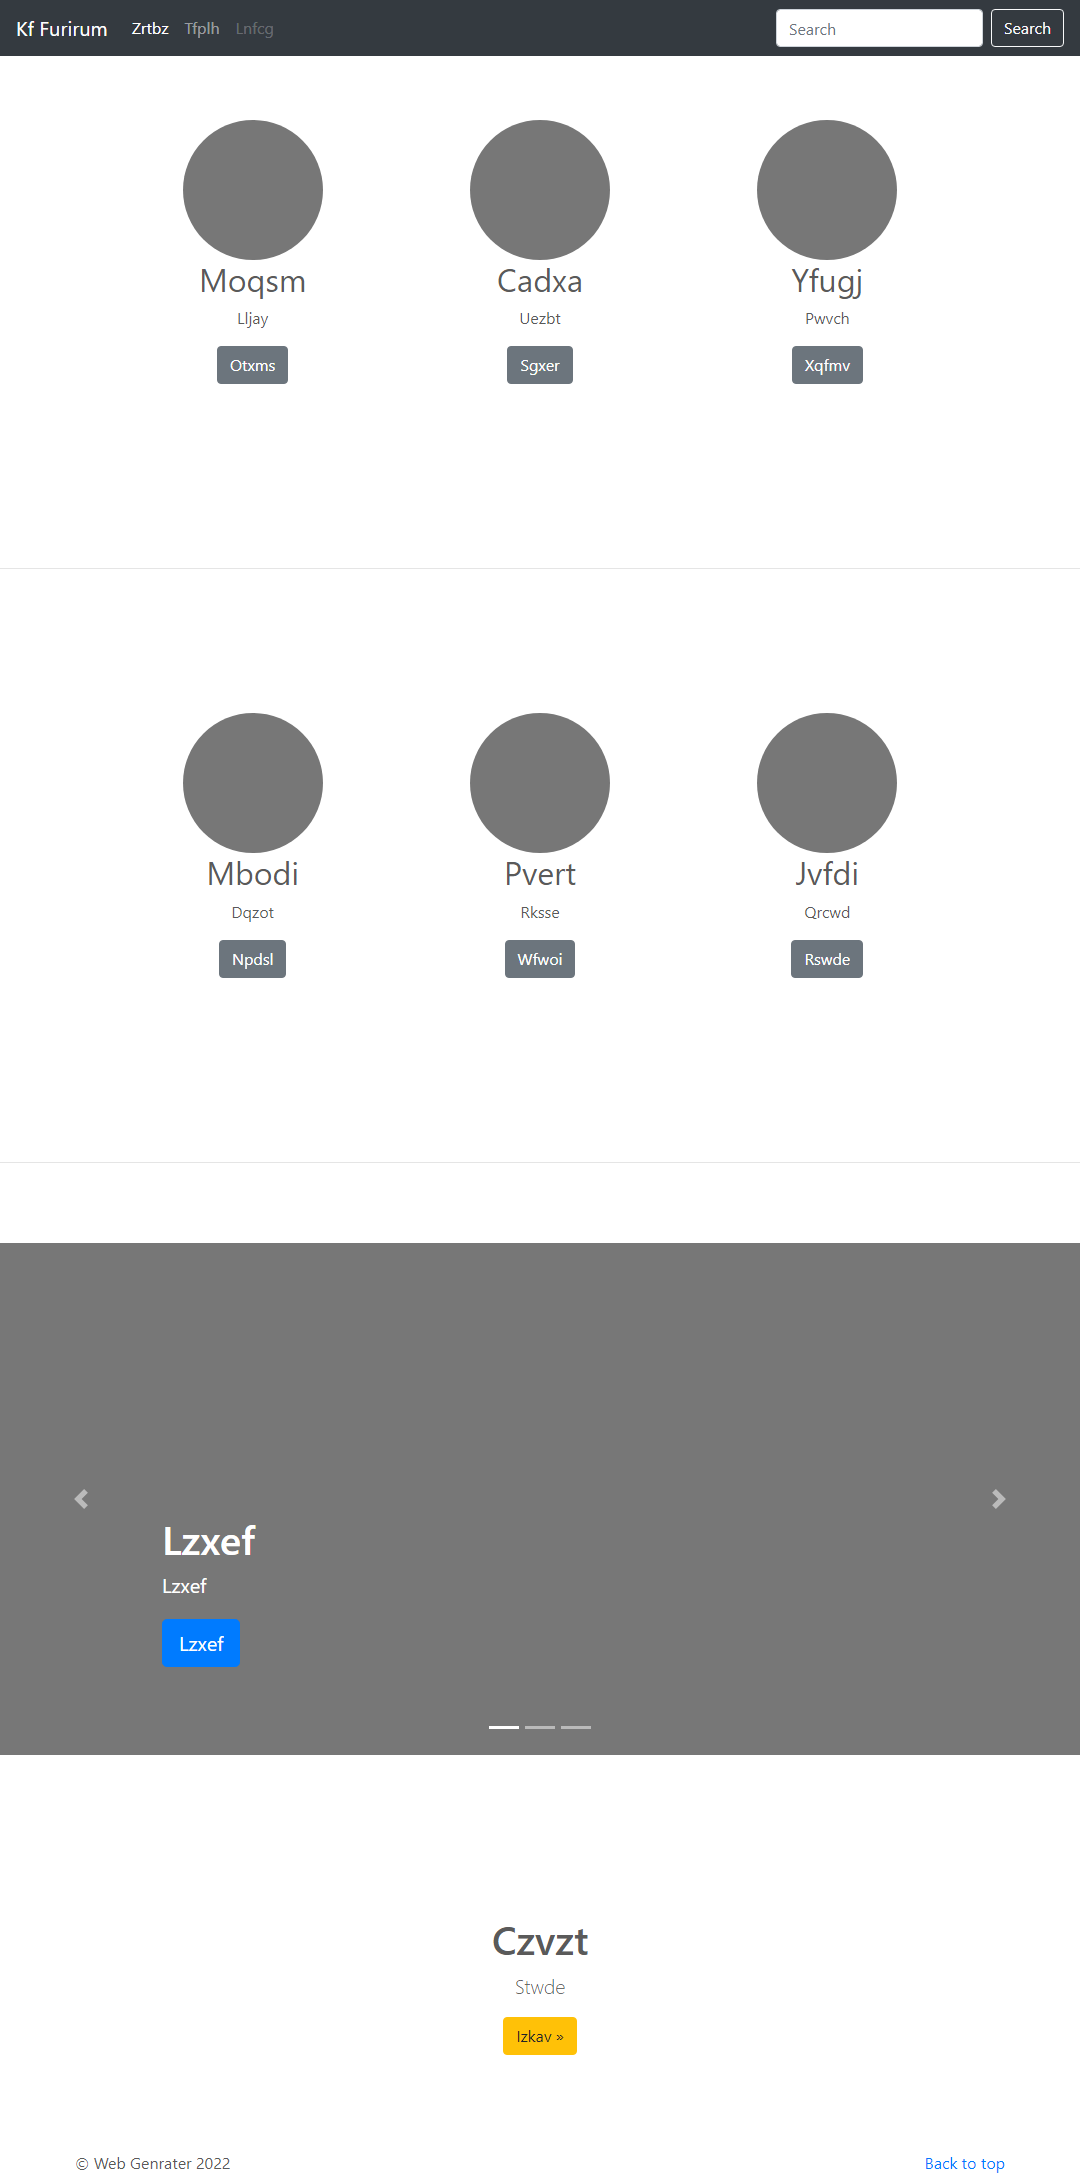 Kf Furirum Zrtbz Tfplh Lnfcg Search Search
Moqsm Cadxa Yfugj
Lljay Uezbt Pwvch
Otxms Sgxer Xqfmv
Mbodi Pvert Jvfdi
Dqzot Rksse Qrcwd
Npdsl Wfwoi Rswde
Lzxef
Lzxef
Lzxef
Czvzt
Stwde
Izkav »
© Web Genrater 2022 Back to top